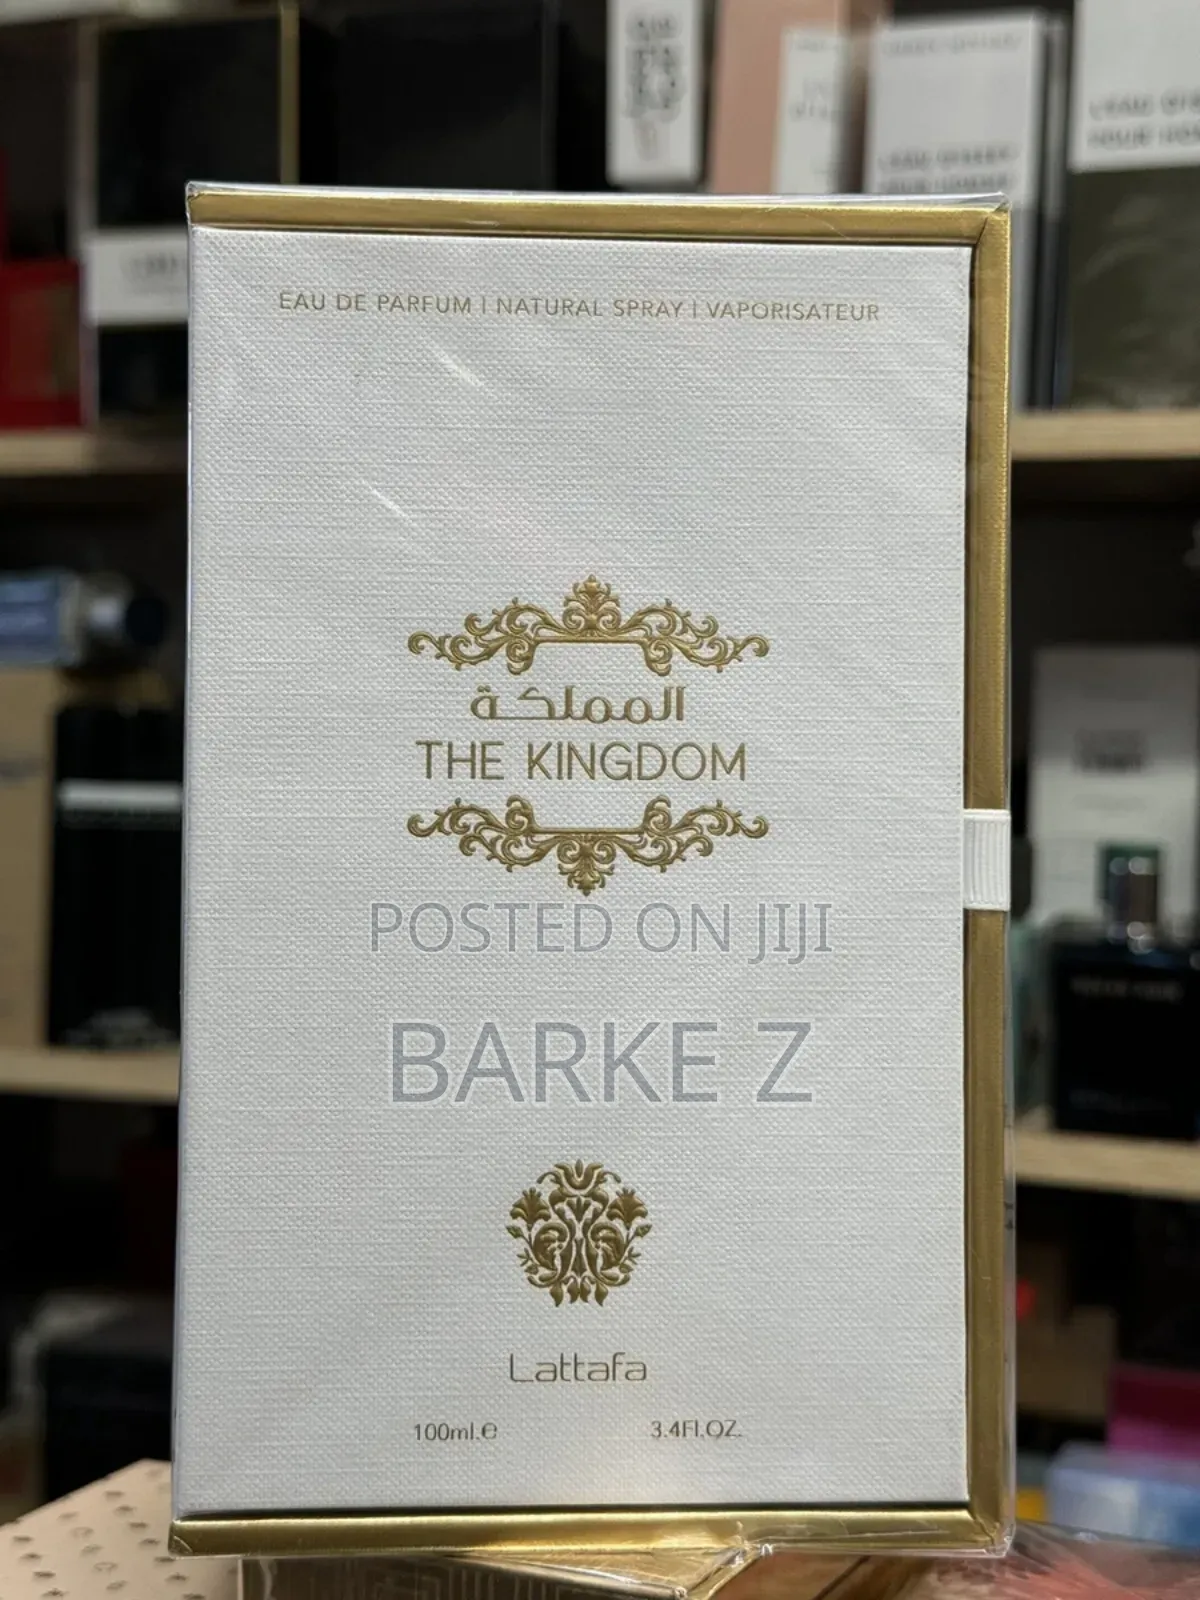 EAU DE PARFUM | NATURAL SPRAY | VAPORISATEUR
المملكة
THE KINGDOM
POSTED ON JIJI
BARKE Z
Lattafa
100ml.e 3.4Fl.OZ.